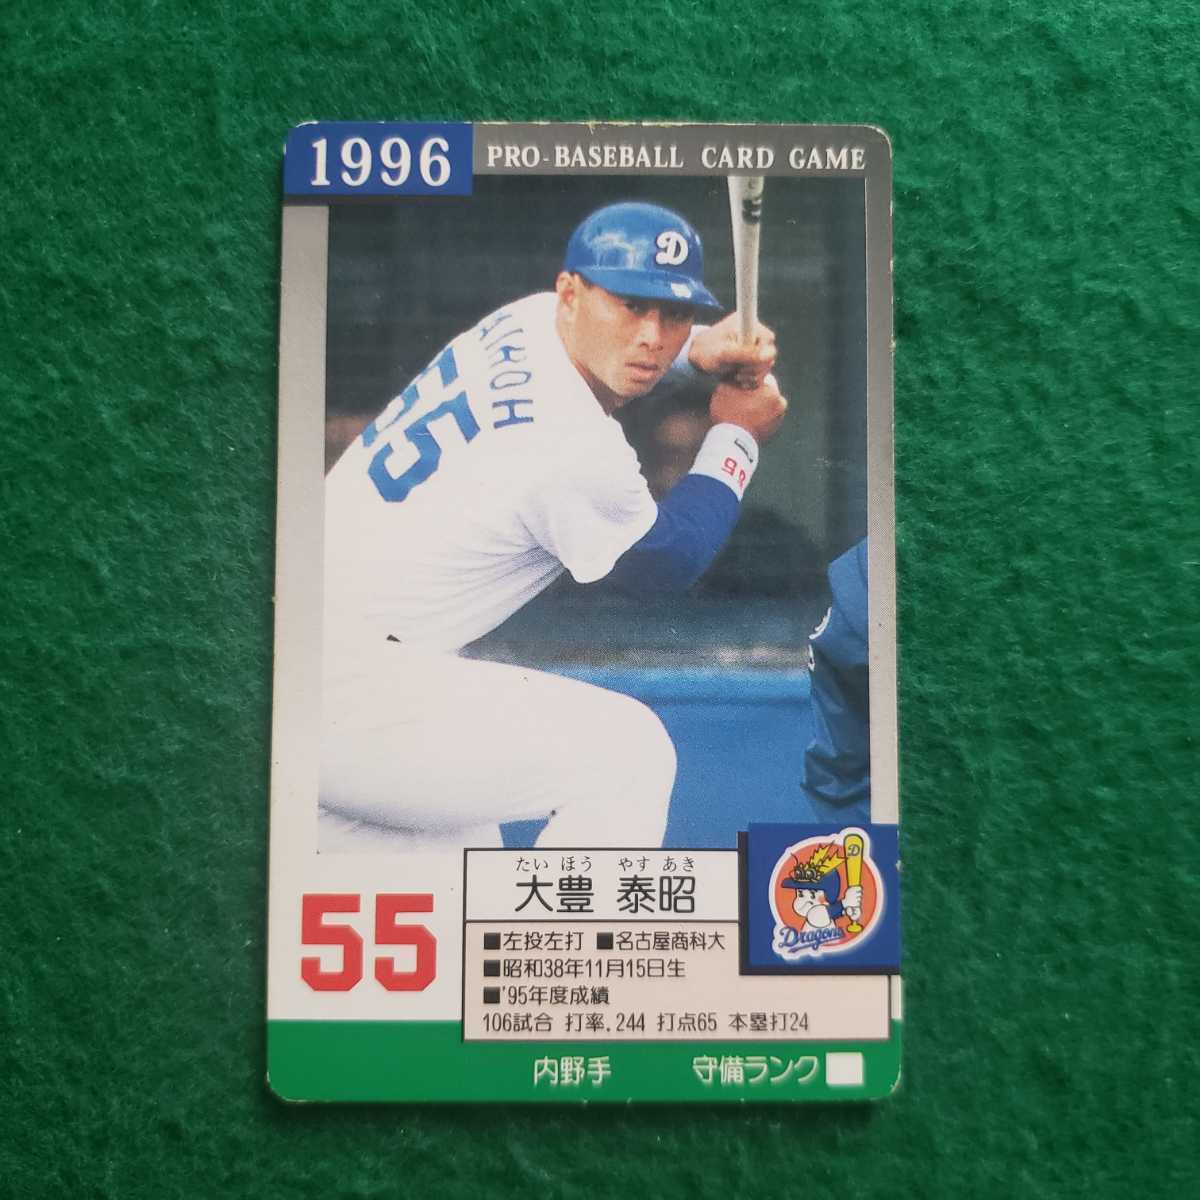 1996
PRO-BASEBALL CARD GAME
D
AIHOH
55
98
D
Dragons
たい ほう やす あき
大豊 泰昭
55
■左投左打 ■名古屋商科大
■昭和38年11月15日生
■'95年度成績
106試合 打率.244 打点65 本塁打24
内野手 守備ランク